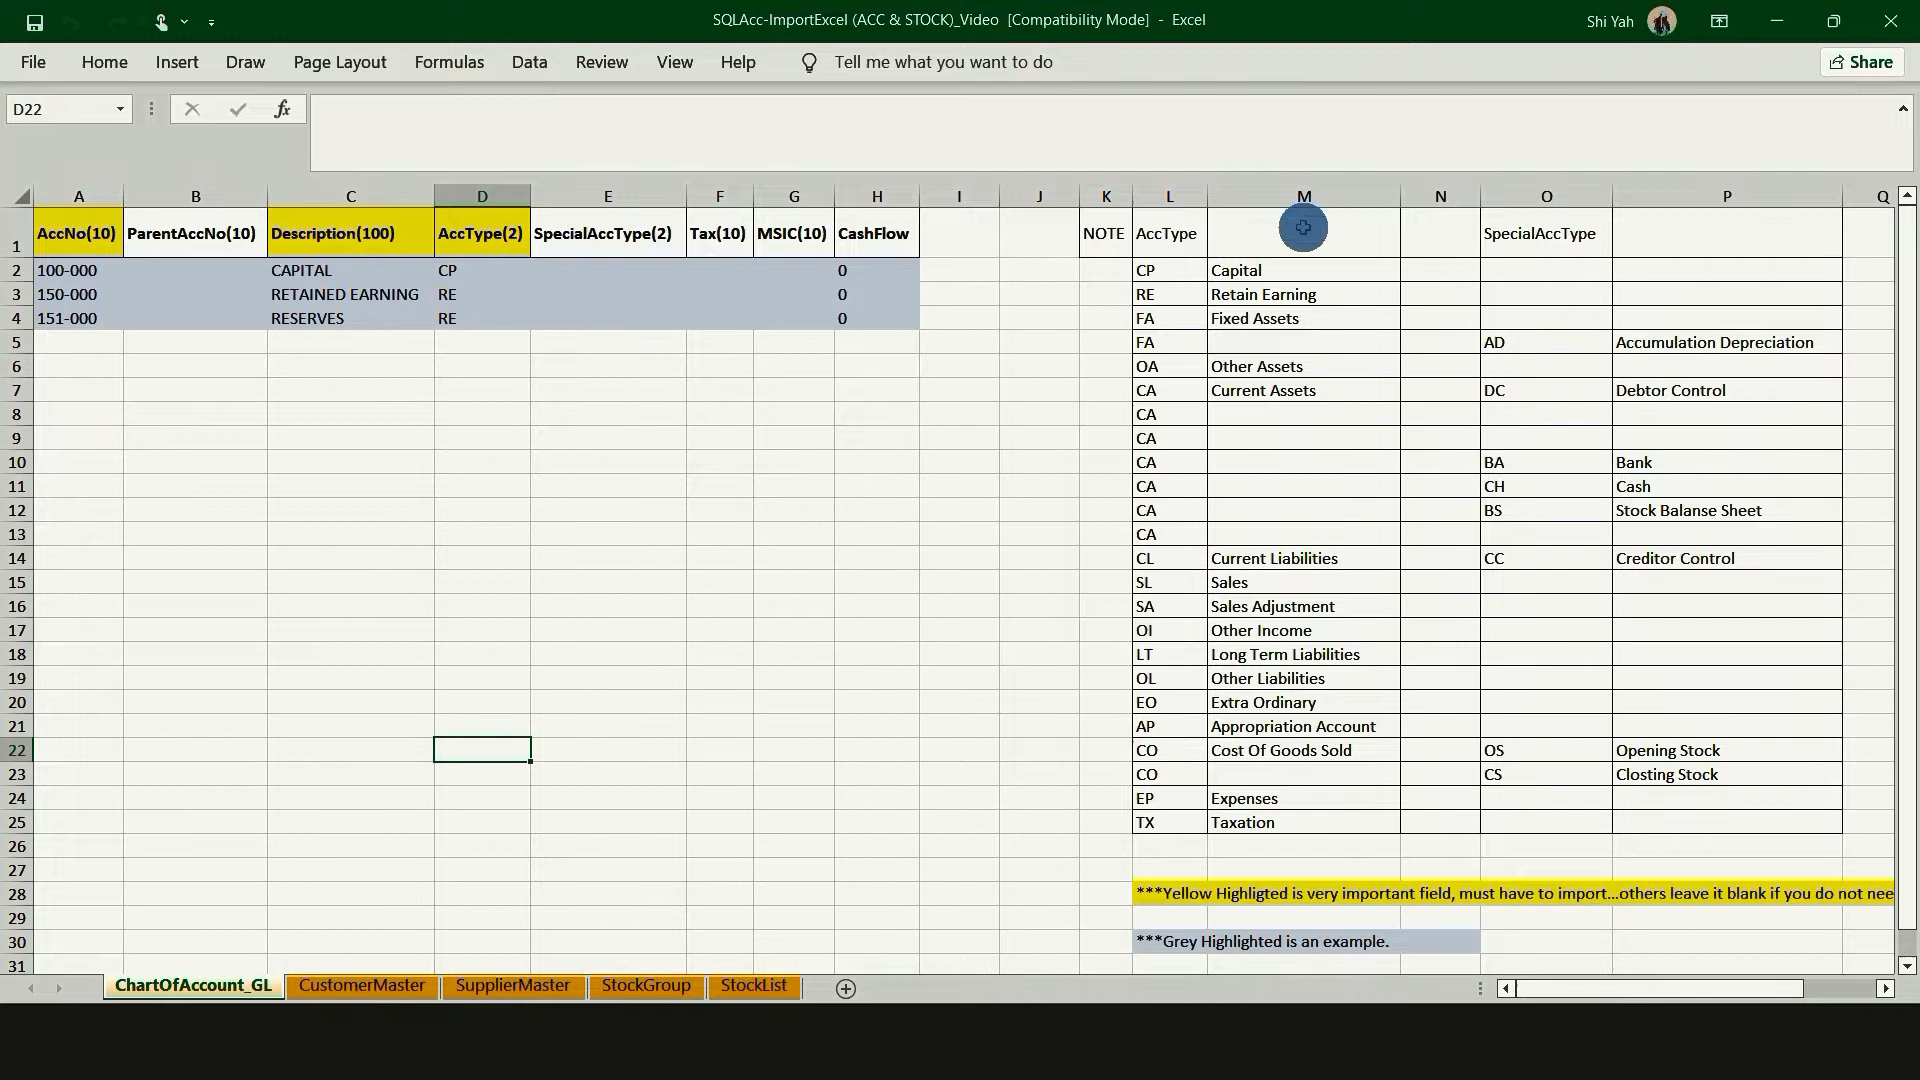 SQLAcc-ImportExcel (ACC & STOCK)_Video [Compatibility Mode] - Excel
Shi Yah
File Home Insert Draw Page Layout Formulas Data Review View Help Tell me what you want to do Share
D22 fx
A B C D E F G H I J K L M N O P Q
1 AccNo(10) ParentAccNo(10) Description(100) AccType(2) SpecialAccType(2) Tax(10) MSIC(10) CashFlow NOTE AccType SpecialAccType
2 100-000 CAPITAL CP 0 CP Capital
3 150-000 RETAINED EARNING RE 0 RE Retain Earning
4 151-000 RESERVES RE 0 FA Fixed Assets
5 FA AD Accumulation Depreciation
6 OA Other Assets
7 CA Current Assets DC Debtor Control
8 CA
9 CA
10 CA BA Bank
11 CA CH Cash
12 CA BS Stock Balanse Sheet
13 CA
14 CL Current Liabilities CC Creditor Control
15 SL Sales
16 SA Sales Adjustment
17 OI Other Income
18 LT Long Term Liabilities
19 OL Other Liabilities
20 EO Extra Ordinary
21 AP Appropriation Account
22 CO Cost Of Goods Sold OS Opening Stock
23 CO CS Closting Stock
24 EP Expenses
25 TX Taxation
26
27
28 ***Yellow Highligted is very important field, must have to import...others leave it blank if you do not nee
29
30 ***Grey Highlighted is an example.
31
ChartOfAccount_GL CustomerMaster SupplierMaster StockGroup StockList